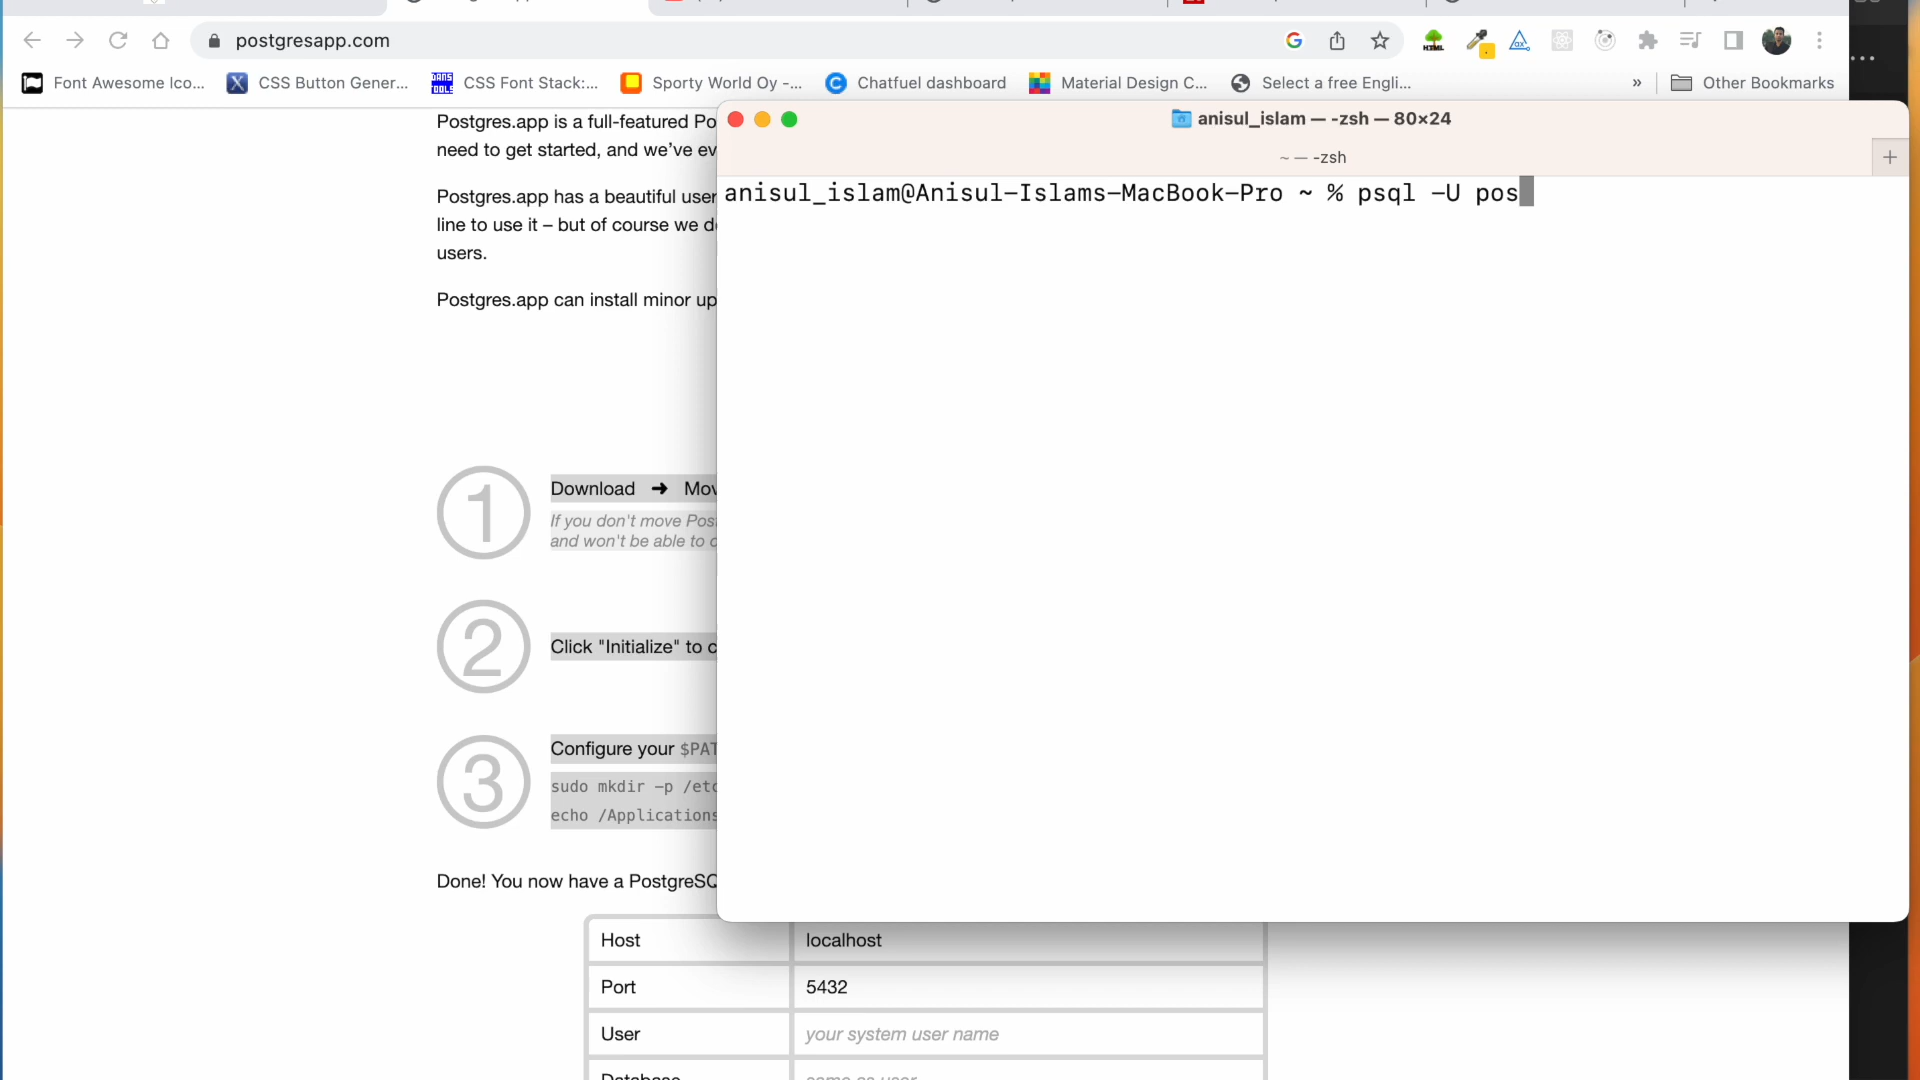 postgresapp.com
Font Awesome Ico...
CSS Button Gener...
CSS Font Stack:...
Sporty World Oy -...
Chatfuel dashboard
Material Design C...
Select a free Engli...
»
Other Bookmarks
Postgres.app is a full-featured Po
need to get started, and we've ev
Postgres.app has a beautiful user
line to use it – but of course we d
users.
Postgres.app can install minor up
1
Download ➜ Mov
If you don't move Pos
and won't be able to
2
Click "Initialize" to c
3
Configure your $PAT
sudo mkdir -p /etc
echo /Applications
Done! You now have a PostgreSQ
Host localhost
Port 5432
User your system user name
Database same as user
anisul_islam — -zsh — 80×24
~ — -zsh
anisul_islam@Anisul-Islams-MacBook-Pro ~ % psql -U pos